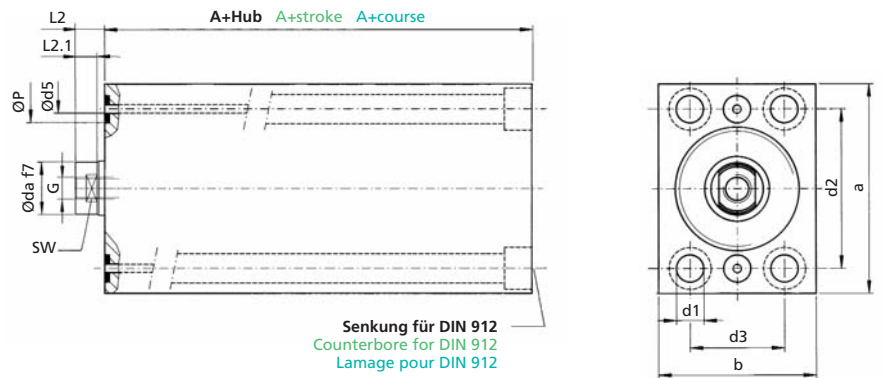 L2
A+Hub A+stroke A+course
L2.1
ØP
Ød5
Øda f7
G
SW
Senkung für DIN 912
Counterbore for DIN 912
Lamage pour DIN 912
d2
a
d1
d3
b